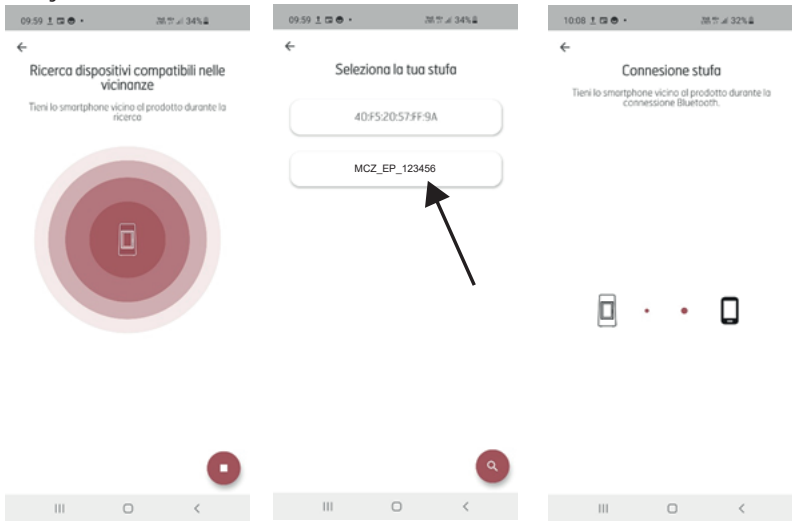 09:59
34%
Ricerca dispositivi compatibili nelle
vicinanze
Tieni lo smartphone vicino al prodotto durante la
ricerca
09:59
34%
Seleziona la tua stufa
40:F5:20:57:FF:9A
MCZ_EP_123456
10:08
32%
Connesione stufa
Tieni lo smartphone vicino al prodotto durante la
connessione Bluetooth.